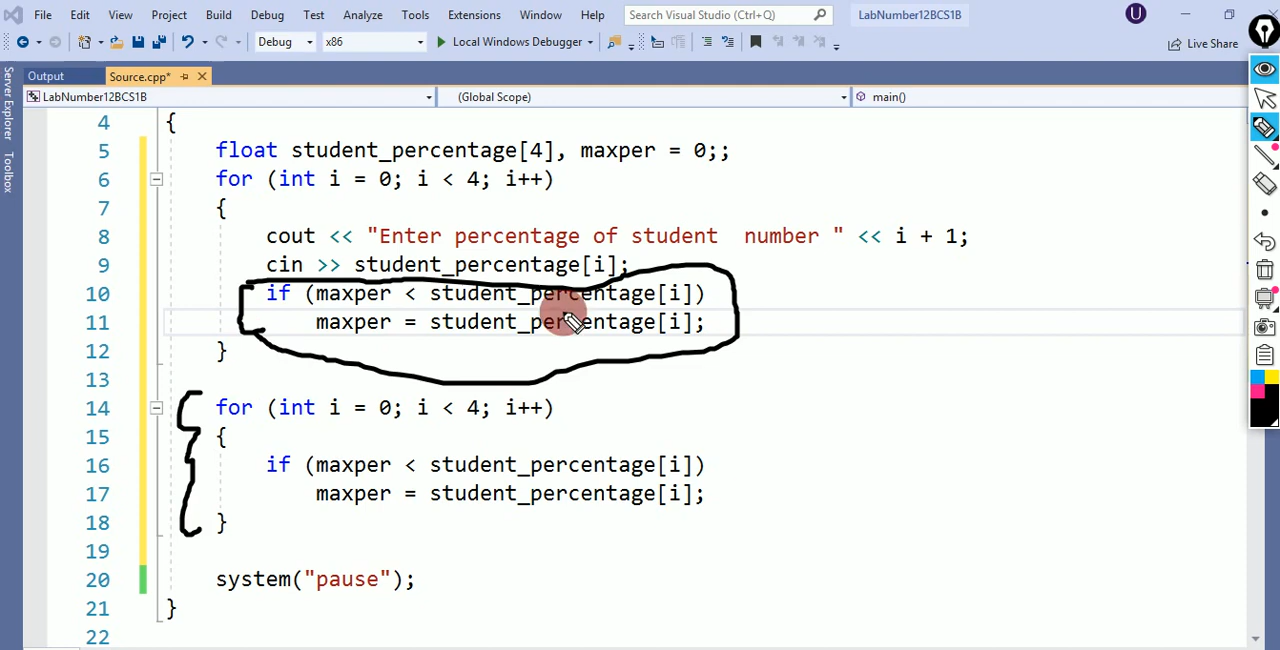 File Edit View Project Build Debug Test Analyze Tools Extensions Window Help Search Visual Studio (Ctrl+Q) LabNumber12BCS1B U
Debug x86 Local Windows Debugger Live Share
Server Explorer
Toolbox
Output Source.cpp*
LabNumber12BCS1B (Global Scope) main()
4 {
5 float student_percentage[4], maxper = 0;;
6 for (int i = 0; i < 4; i++)
7 {
8 cout << "Enter percentage of student  number " << i + 1;
9 cin >> student_percentage[i];
10 if (maxper < student_percentage[i])
11 maxper = student_percentage[i];
12 }
13
14 for (int i = 0; i < 4; i++)
15 {
16 if (maxper < student_percentage[i])
17 maxper = student_percentage[i];
18 }
19
20 system("pause");
21 }
22